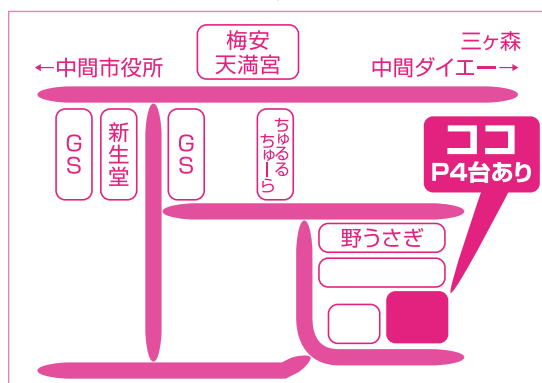 梅安
天満宮
三ヶ森
←中間市役所
中間ダイエー→
GS
新生堂
GS
ちゅるる
ちゅーら
ココ
P4台あり
野うさぎ